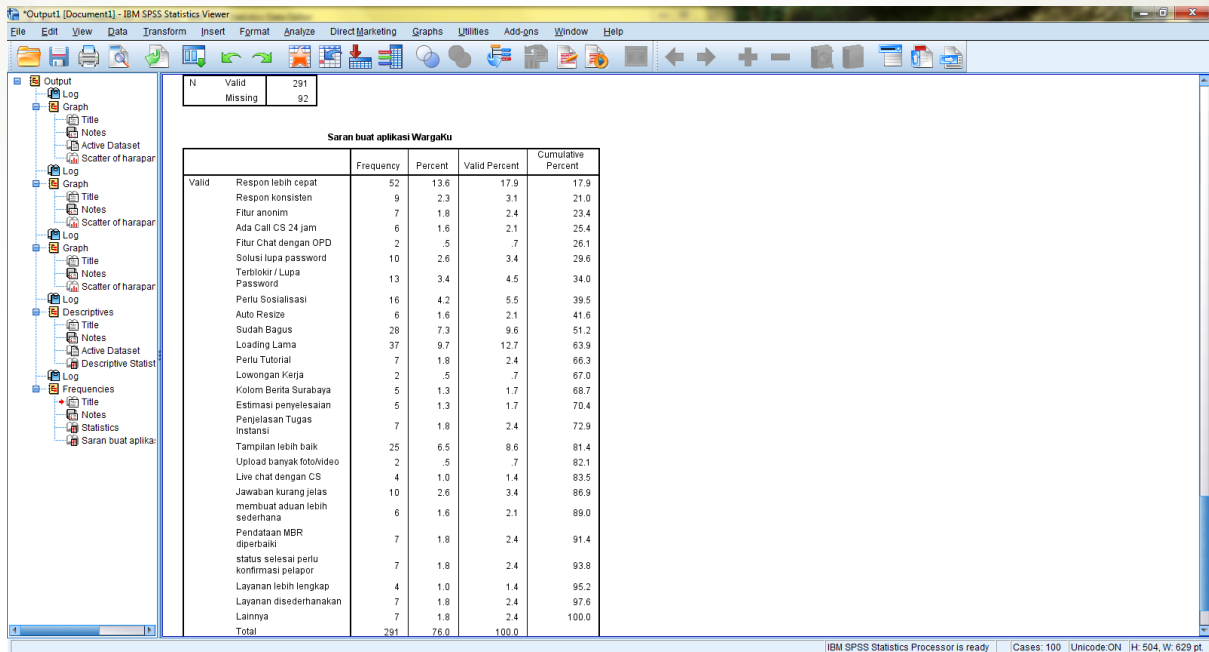 *Output1 [Document1] - IBM SPSS Statistics Viewer
File Edit View Data Transform Insert Format Analyze Direct Marketing Graphs Utilities Add-ons Window Help
Output
Log
Graph
Title
Notes
Active Dataset
Scatter of harapar
Log
Graph
Title
Notes
Scatter of harapar
Log
Graph
Title
Notes
Scatter of harapar
Log
Descriptives
Title
Notes
Active Dataset
Descriptive Statist
Log
Frequencies
Title
Notes
Statistics
Saran buat aplika
N Valid 291
Missing 92
Saran buat aplikasi WargaKu
Frequency Percent Valid Percent Cumulative Percent
Valid Respon lebih cepat 52 13.6 17.9 17.9
Respon konsisten 9 2.3 3.1 21.0
Fitur anonim 7 1.8 2.4 23.4
Ada Call CS 24 jam 6 1.6 2.1 25.4
Fitur Chat dengan OPD 2 .5 .7 26.1
Solusi lupa password 10 2.6 3.4 29.6
Terblokir / Lupa
Password 13 3.4 4.5 34.0
Perlu Sosialisasi 16 4.2 5.5 39.5
Auto Resize 6 1.6 2.1 41.6
Sudah Bagus 28 7.3 9.6 51.2
Loading Lama 37 9.7 12.7 63.9
Perlu Tutorial 7 1.8 2.4 66.3
Lowongan Kerja 2 .5 .7 67.0
Kolom Berita Surabaya 5 1.3 1.7 68.7
Estimasi penyelesaian 5 1.3 1.7 70.4
Penjelasan Tugas
Instansi 7 1.8 2.4 72.9
Tampilan lebih baik 25 6.5 8.6 81.4
Upload banyak foto/video 2 .5 .7 82.1
Live chat dengan CS 4 1.0 1.4 83.5
Jawaban kurang jelas 10 2.6 3.4 86.9
membuat aduan lebih
sederhana 6 1.6 2.1 89.0
Pendataan MBR
diperbaiki 7 1.8 2.4 91.4
status selesai perlu
konfirmasi pelapor 7 1.8 2.4 93.8
Layanan lebih lengkap 4 1.0 1.4 95.2
Layanan disederhanakan 7 1.8 2.4 97.6
Lainnya 7 1.8 2.4 100.0
Total 291 76.0 100.0
IBM SPSS Statistics Processor is ready Cases: 100 Unicode:ON H: 504, W: 629 pt.